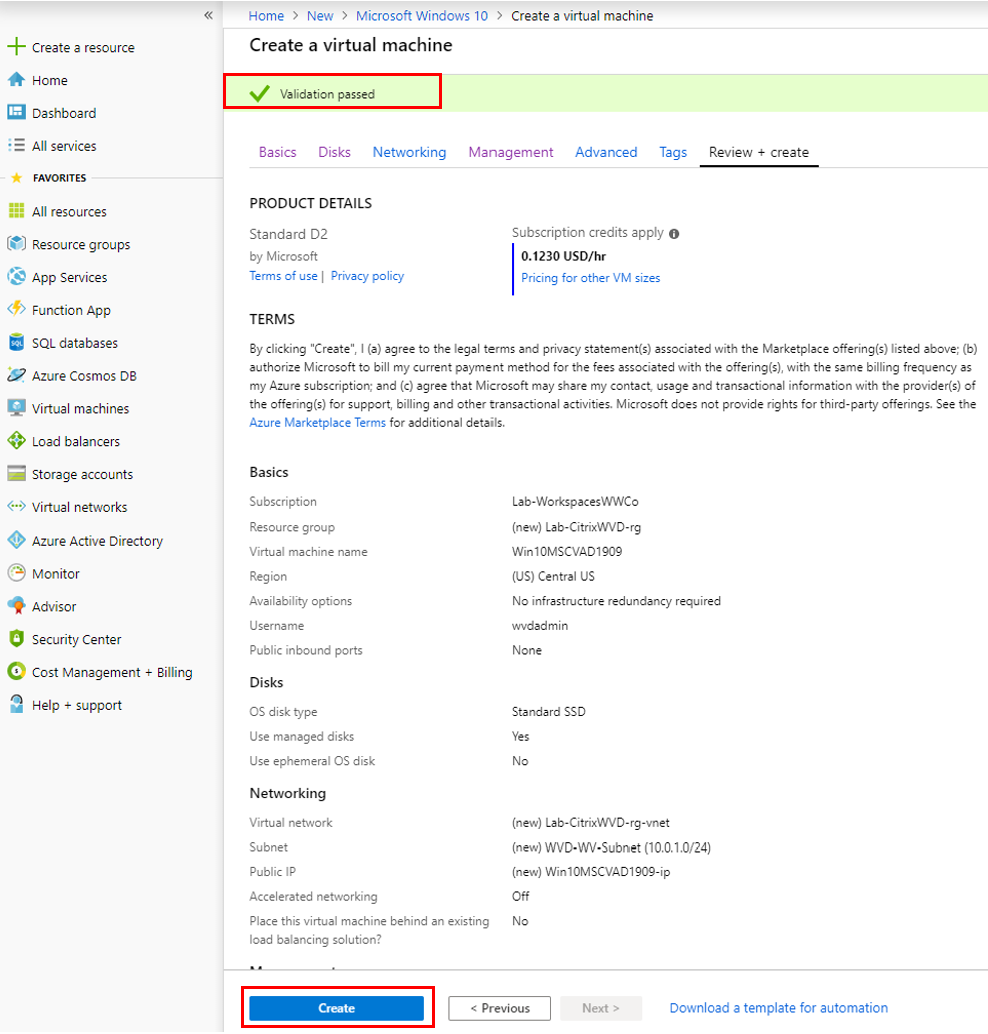 «
Create a resource
Home
Dashboard
All services
FAVORITES
All resources
Resource groups
App Services
Function App
SQL databases
Azure Cosmos DB
Virtual machines
Load balancers
Storage accounts
Virtual networks
Azure Active Directory
Monitor
Advisor
Security Center
Cost Management + Billing
Help + support
Home > New > Microsoft Windows 10 > Create a virtual machine
Create a virtual machine
Validation passed
Basics Disks Networking Management Advanced Tags Review + create
PRODUCT DETAILS
Standard D2
by Microsoft
Terms of use | Privacy policy
Subscription credits apply
0.1230 USD/hr
Pricing for other VM sizes
TERMS
By clicking "Create", I (a) agree to the legal terms and privacy statement(s) associated with the Marketplace offering(s) listed above; (b)
authorize Microsoft to bill my current payment method for the fees associated with the offering(s), with the same billing frequency as
my Azure subscription; and (c) agree that Microsoft may share my contact, usage and transactional information with the provider(s) of
the offering(s) for support, billing and other transactional activities. Microsoft does not provide rights for third-party offerings. See the
Azure Marketplace Terms for additional details.
Basics
Subscription Lab-WorkspacesWWCo
Resource group (new) Lab-CitrixWVD-rg
Virtual machine name Win10MSCVAD1909
Region (US) Central US
Availability options No infrastructure redundancy required
Username wvdadmin
Public inbound ports None
Disks
OS disk type Standard SSD
Use managed disks Yes
Use ephemeral OS disk No
Networking
Virtual network (new) Lab-CitrixWVD-rg-vnet
Subnet (new) WVD-WV-Subnet (10.0.1.0/24)
Public IP (new) Win10MSCVAD1909-ip
Accelerated networking Off
Place this virtual machine behind an existing No
load balancing solution?
Create < Previous Next > Download a template for automation